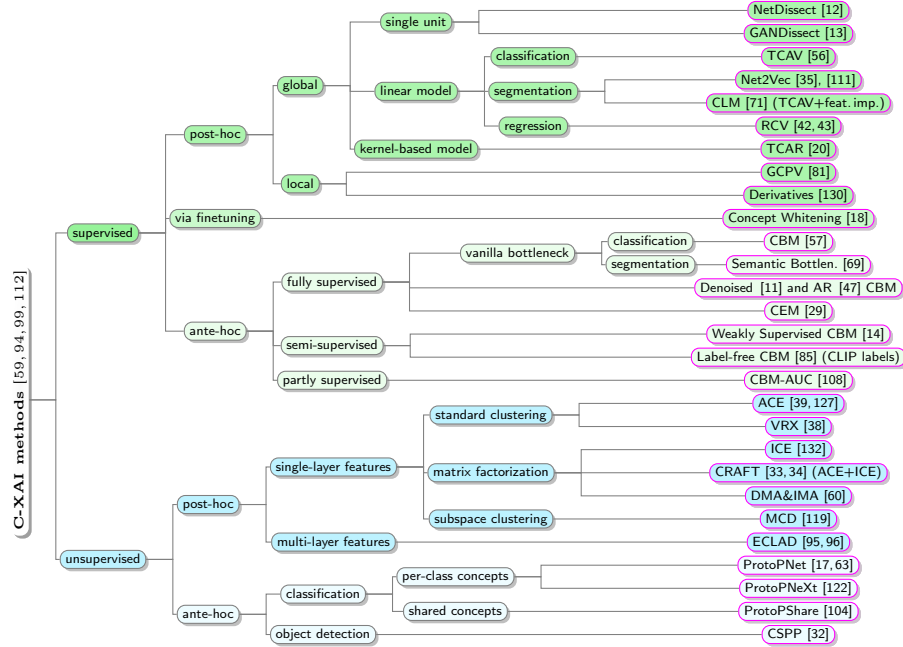 C-XAI methods [59, 94, 99, 112]
supervised
post-hoc
global
single unit
NetDissect [12]
GANDissect [13]
linear model
classification
TCAV [56]
segmentation
Net2Vec [35], [111]
CLM [71] (TCAV+feat. imp.)
regression
RCV [42, 43]
kernel-based model
TCAR [20]
local
GCPV [81]
Derivatives [130]
via finetuning
Concept Whitening [18]
ante-hoc
fully supervised
vanilla bottleneck
classification
CBM [57]
segmentation
Semantic Bottlen. [69]
Denoised [11] and AR [47] CBM
CEM [29]
semi-supervised
Weakly Supervised CBM [14]
Label-free CBM [85] (CLIP labels)
partly supervised
CBM-AUC [108]
unsupervised
post-hoc
single-layer features
standard clustering
ACE [39, 127]
VRX [38]
matrix factorization
ICE [132]
CRAFT [33, 34] (ACE+ICE)
DMA&IMA [60]
subspace clustering
MCD [119]
multi-layer features
ECLAD [95, 96]
ante-hoc
classification
per-class concepts
ProtoPNet [17, 63]
ProtoPNeXt [122]
shared concepts
ProtoPShare [104]
object detection
CSPP [32]